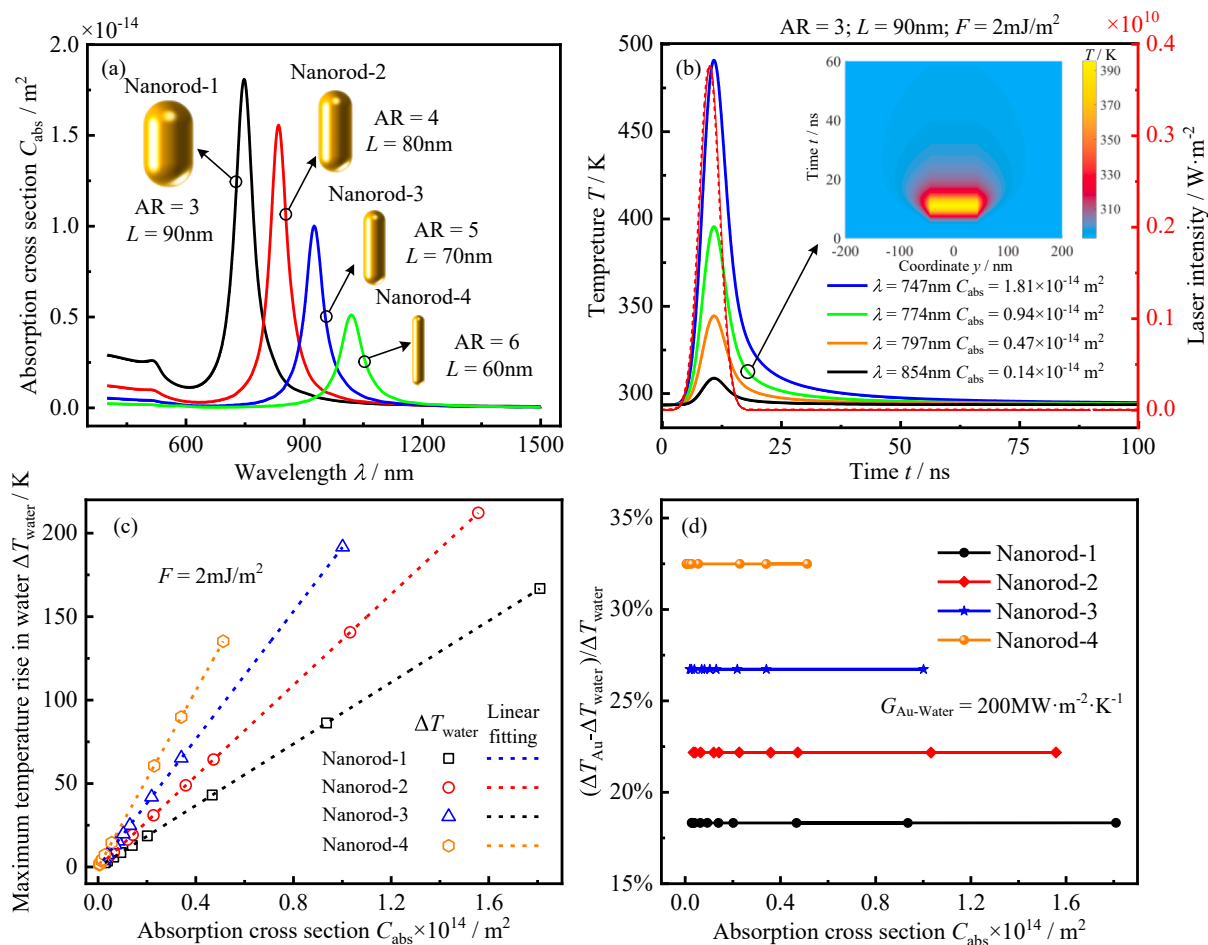 (a)
Absorption cross section Cabs / m²
2.0×10⁻¹⁴
1.5×10⁻¹⁴
1.0×10⁻¹⁴
0.5×10⁻¹⁴
0.0
600 900 1200 1500
Wavelength λ / nm
Nanorod-1
AR = 3
L = 90nm
Nanorod-2
AR = 4
L = 80nm
Nanorod-3
AR = 5
L = 70nm
Nanorod-4
AR = 6
L = 60nm
AR = 3; L = 90nm; F = 2mJ/m²
(b)
Tempreture T / K
500
450
400
350
300
0 25 50 75 100
Time t / ns
×10¹⁰
0.4
0.3
0.2
0.1
0.0
Laser intensity / W·m⁻²
Time t / ns
60
40
20
0
-200 -100 0 100 200
Coordinate y / nm
T / K
390
370
350
330
310
λ = 747nm Cabs = 1.81×10⁻¹⁴ m²
λ = 774nm Cabs = 0.94×10⁻¹⁴ m²
λ = 797nm Cabs = 0.47×10⁻¹⁴ m²
λ = 854nm Cabs = 0.14×10⁻¹⁴ m²
(c)
Maximum temperature rise in water ΔTwater / K
200
150
100
50
0
0.0 0.4 0.8 1.2 1.6
Absorption cross section Cabs×10¹⁴ / m²
F = 2mJ/m²
ΔTwater
Linear
fitting
Nanorod-1
Nanorod-2
Nanorod-3
Nanorod-4
(d)
(ΔTAu-ΔTwater)/ΔTwater
35%
30%
25%
20%
15%
0.0 0.4 0.8 1.2 1.6
Absorption cross section Cabs×10¹⁴ / m²
Nanorod-1
Nanorod-2
Nanorod-3
Nanorod-4
GAu-Water = 200MW·m⁻²·K⁻¹